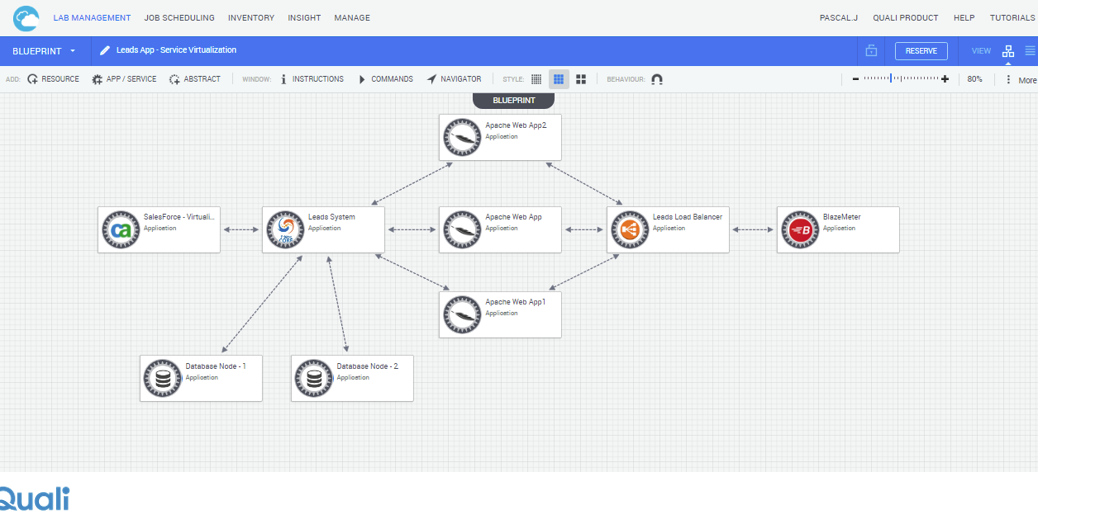 LAB MANAGEMENT JOB SCHEDULING INVENTORY INSIGHT MANAGE PASCAL.J QUALI PRODUCT HELP TUTORIALS
BLUEPRINT Leads App - Service Virtualization RESERVE VIEW
ADD: RESOURCE APP / SERVICE ABSTRACT WINDOW: INSTRUCTIONS COMMANDS NAVIGATOR STYLE: BEHAVIOUR: 80% More
BLUEPRINT
Apache Web App2
Application
SalesForce - Virtuali... Leads System Apache Web App Leads Load Balancer BlazeMeter
Application Application Application Application Application
Apache Web App1
Application
Database Node - 1 Database Node - 2
Application Application
Quali